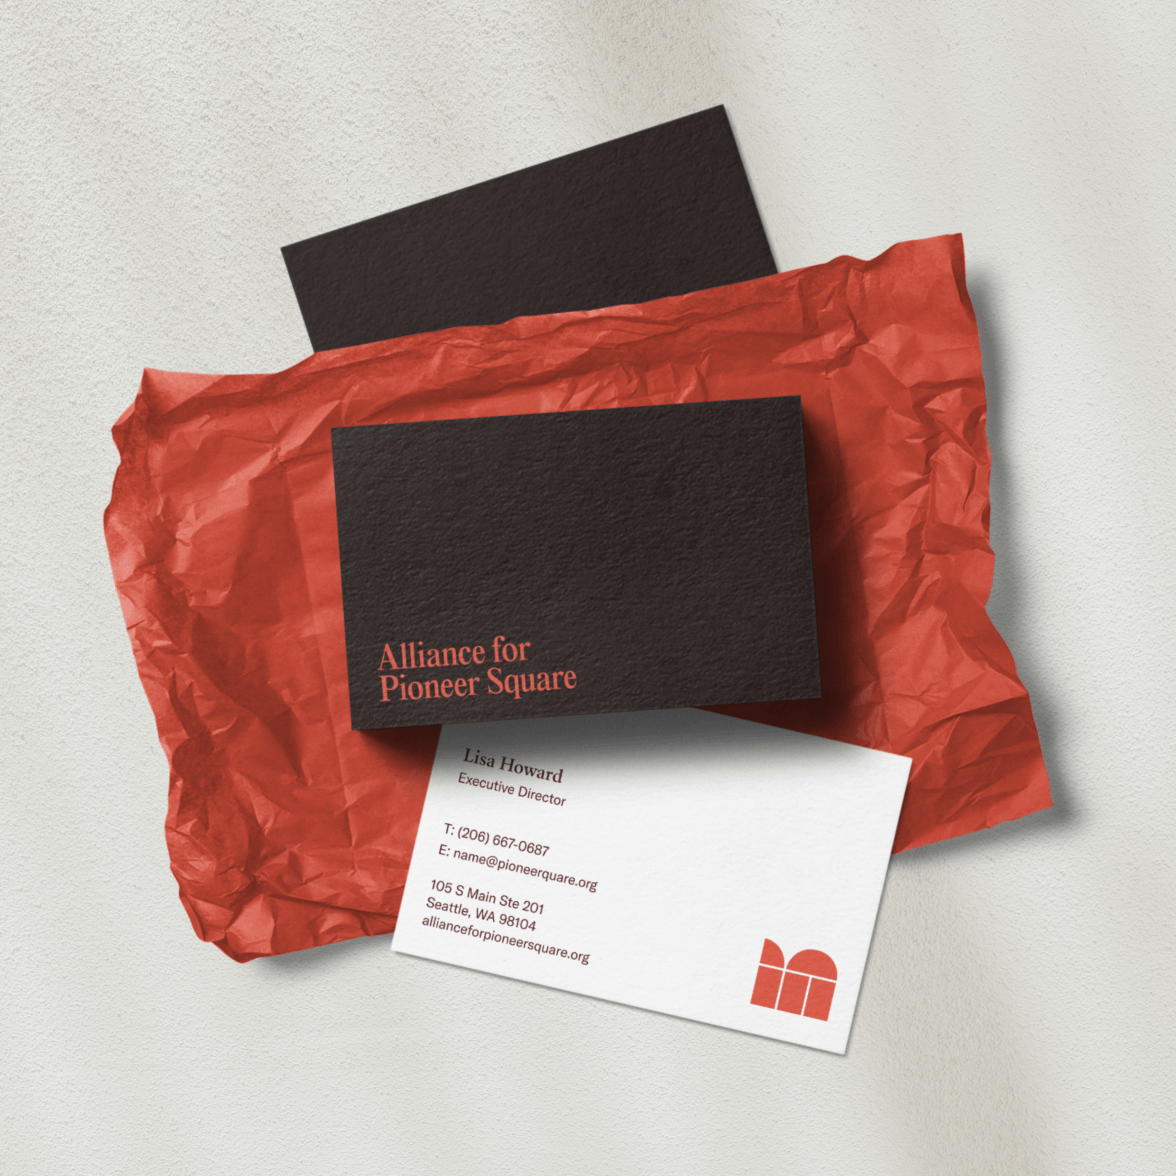 Alliance for
Pioneer Square
Lisa Howard
Executive Director
T: (206) 667-0687
E: name@pioneerquare.org
105 S Main Ste 201
Seattle, WA 98104
allianceforpioneersquare.org